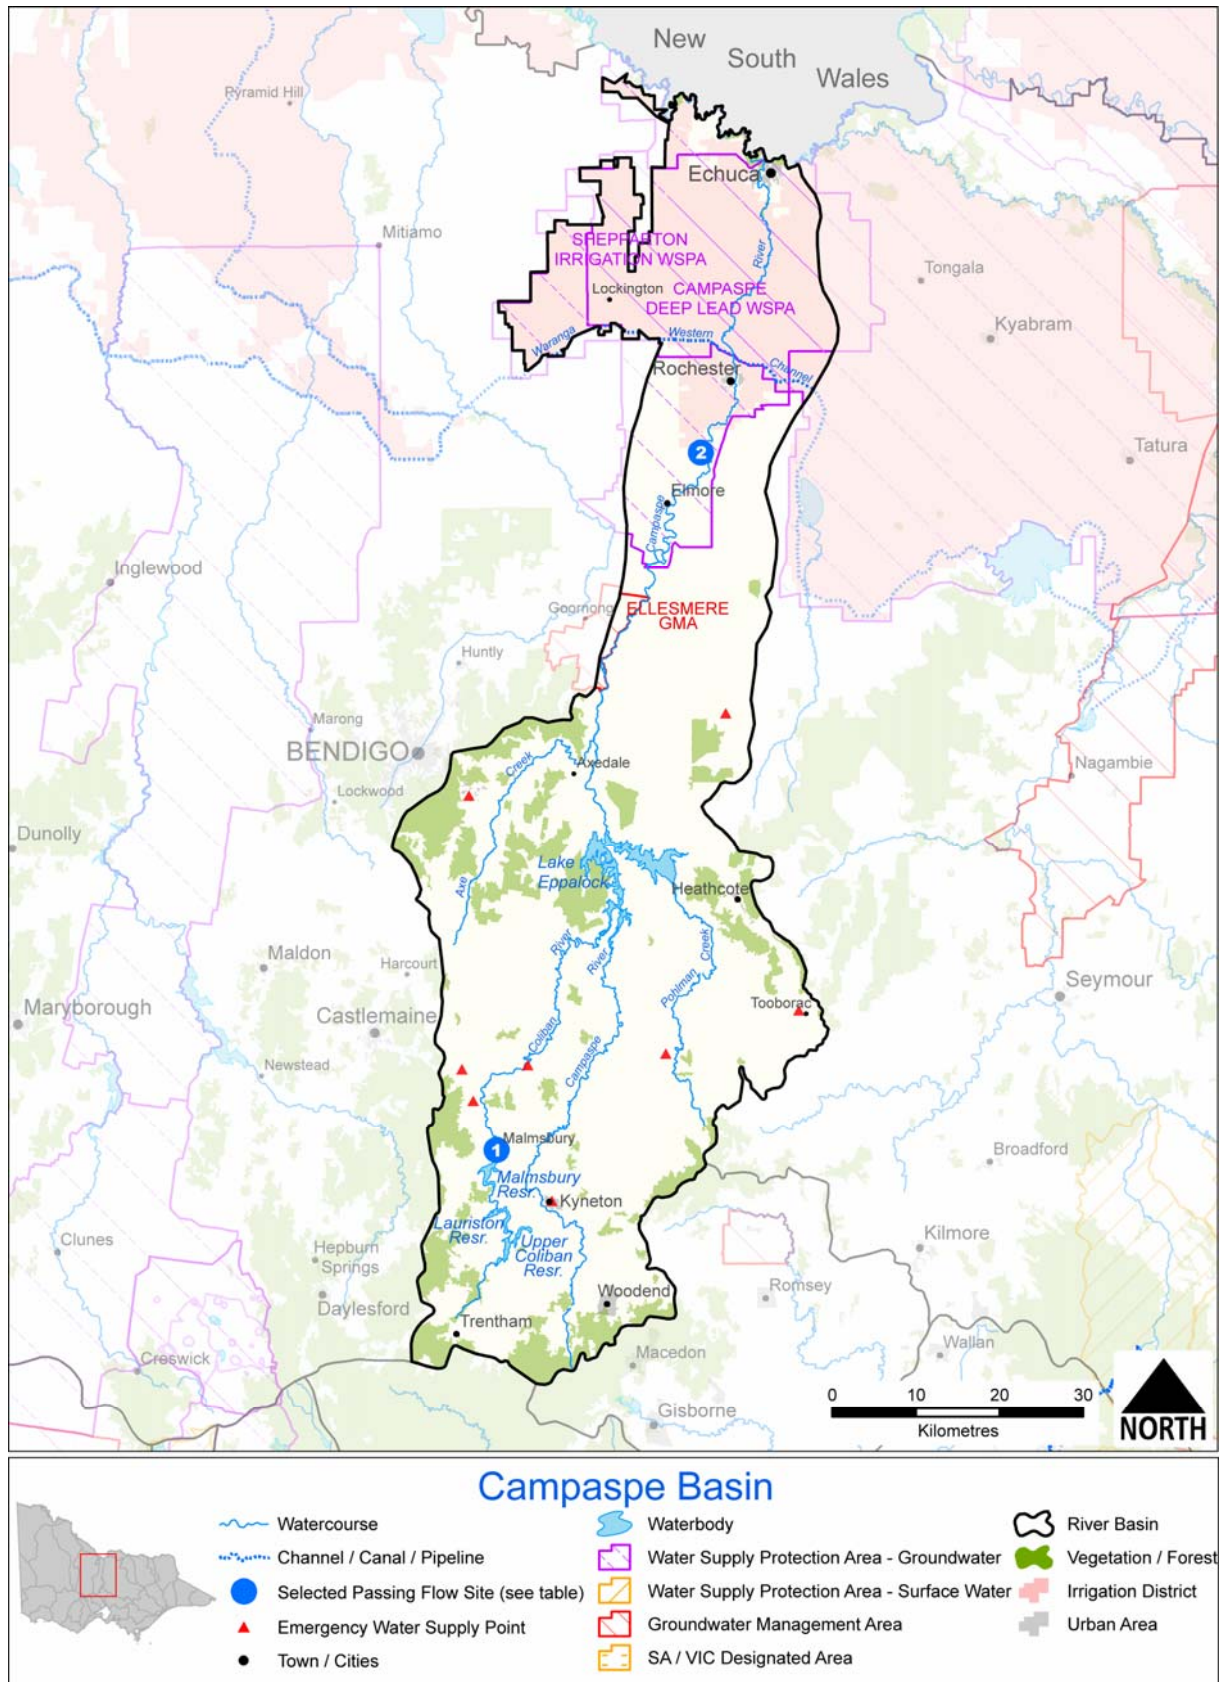 New
South
Wales
Pyramid Hill
Echuca
Mitiamo
SHEPPARTON
IRRIGATION WSPA
River
Tongala
Lockington
CAMPASPE
DEEP LEAD WSPA
Kyabram
Waranga
Western
Channel
Rochester
Tatura
2
Elmore
Campaspe
Inglewood
Goornong
ELLESMERE
GMA
Huntly
Marong
BENDIGO
Creek
Axedale
Nagambie
Lockwood
Dunolly
Lake
Eppalock
Axe
Heathcote
River
River
Creek
Maldon
Harcourt
Pohlman
Seymour
Maryborough
Castlemaine
Tooborac
Coliban
Campaspe
Newstead
1
Malmsbury
Broadford
Malmsbury
Resr.
Kyneton
Lauriston
Resr.
Upper
Coliban
Resr.
Clunes
Hepburn
Springs
Kilmore
Daylesford
Woodend
Romsey
Trentham
Wallan
Creswick
Macedon
Gisborne
0 10 20 30
Kilometres
NORTH
Campaspe Basin
Watercourse
Channel / Canal / Pipeline
Selected Passing Flow Site (see table)
Emergency Water Supply Point
Town / Cities
Waterbody
Water Supply Protection Area - Groundwater
Water Supply Protection Area - Surface Water
Groundwater Management Area
SA / VIC Designated Area
River Basin
Vegetation / Forest
Irrigation District
Urban Area